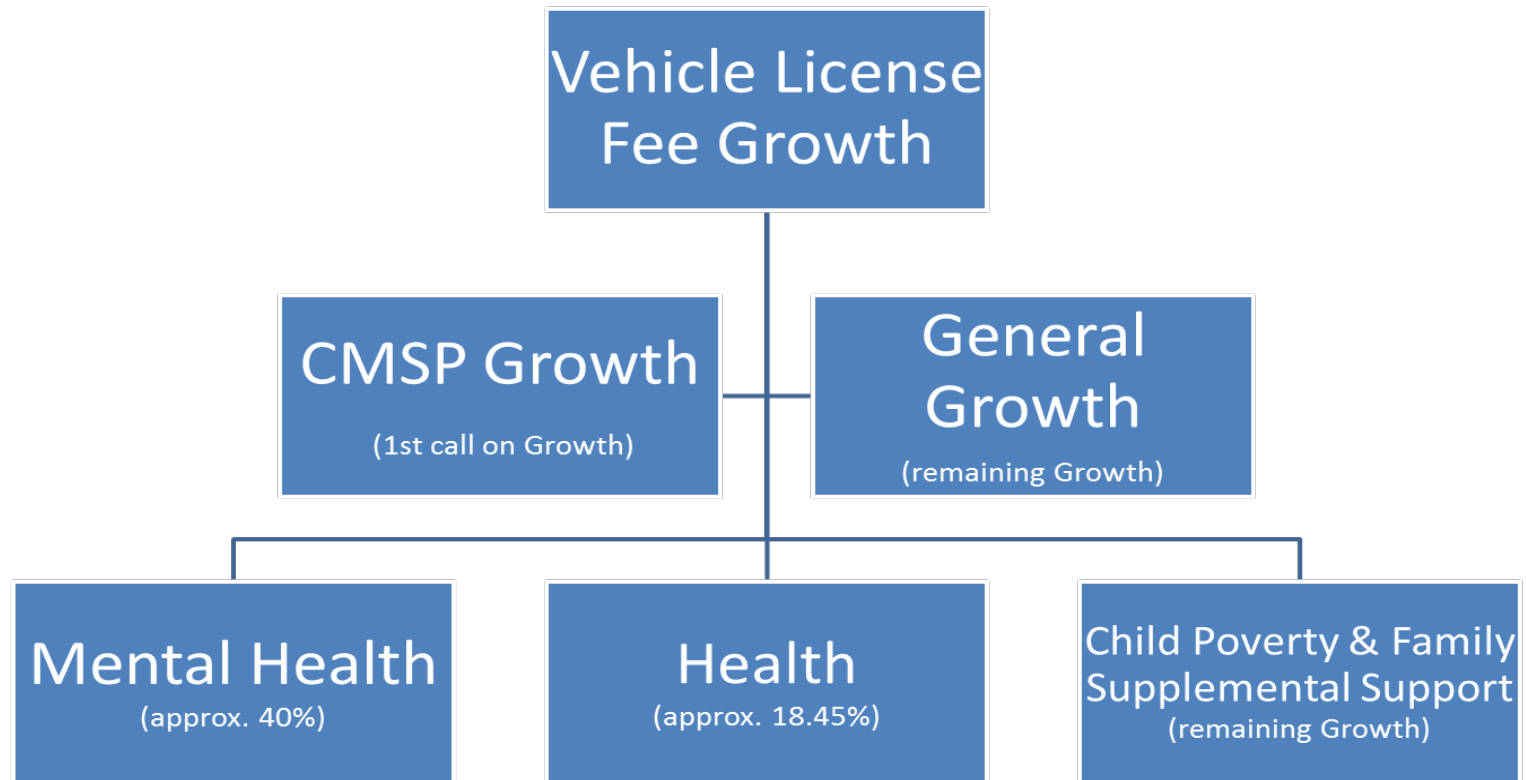 Vehicle License
Fee Growth
CMSP Growth
(1st call on Growth)
General
Growth
(remaining Growth)
Mental Health
(approx. 40%)
Health
(approx. 18.45%)
Child Poverty & Family
Supplemental Support
(remaining Growth)